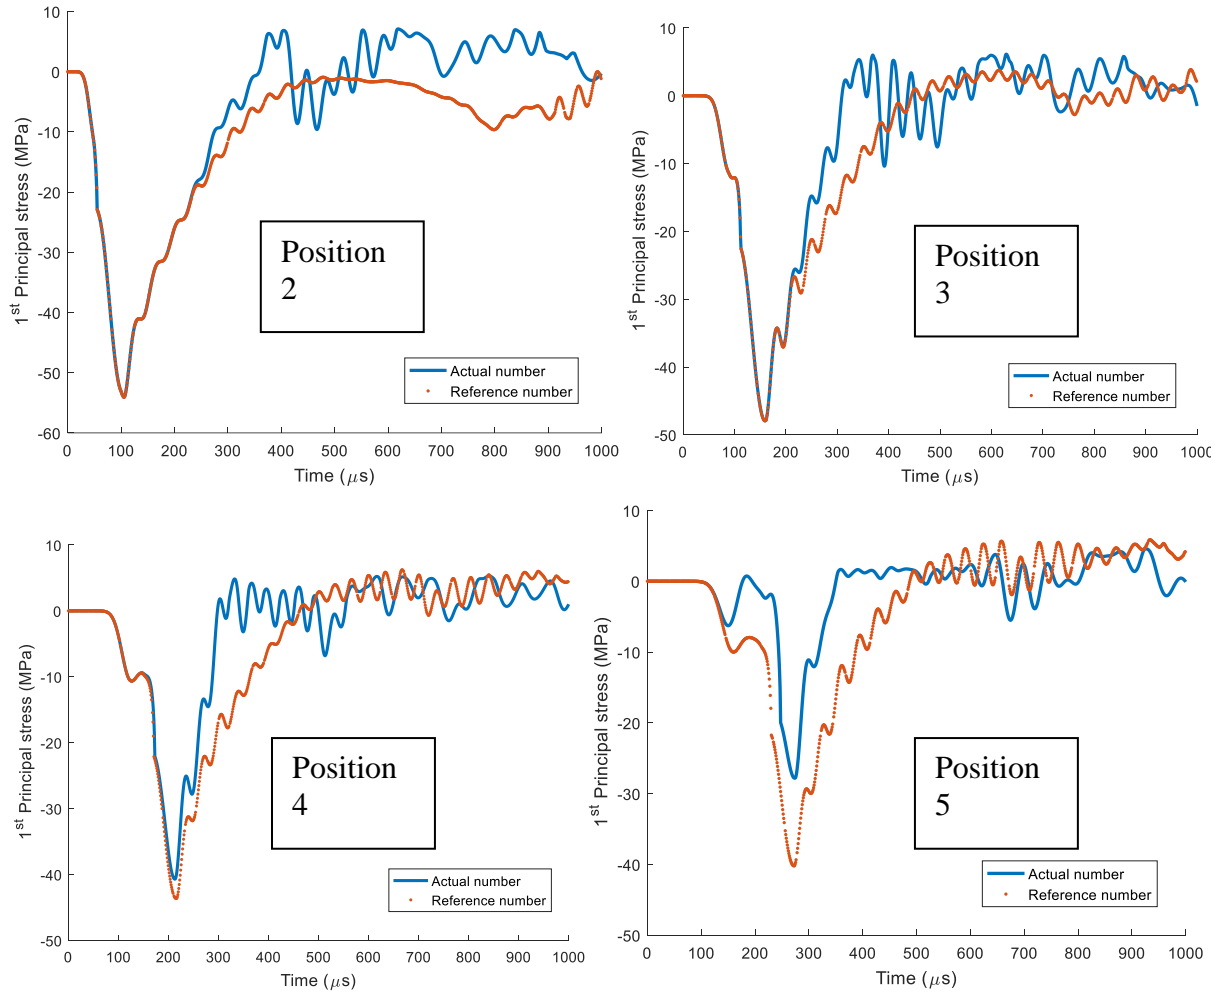 10
0
-10
-20
-30
-40
-50
-60
0 100 200 300 400 500 600 700 800 900 1000
1st Principal stress (MPa)
Time (μs)
Position
2
Actual number
Reference number
10
0
-10
-20
-30
-40
-50
0 100 200 300 400 500 600 700 800 900 1000
1st Principal stress (MPa)
Time (μs)
Position
3
Actual number
Reference number
10
0
-10
-20
-30
-40
-50
0 100 200 300 400 500 600 700 800 900 1000
1st Principal stress (MPa)
Time (μs)
Position
4
Actual number
Reference number
10
0
-10
-20
-30
-40
-50
0 100 200 300 400 500 600 700 800 900 1000
1st Principal stress (MPa)
Time (μs)
Position
5
Actual number
Reference number